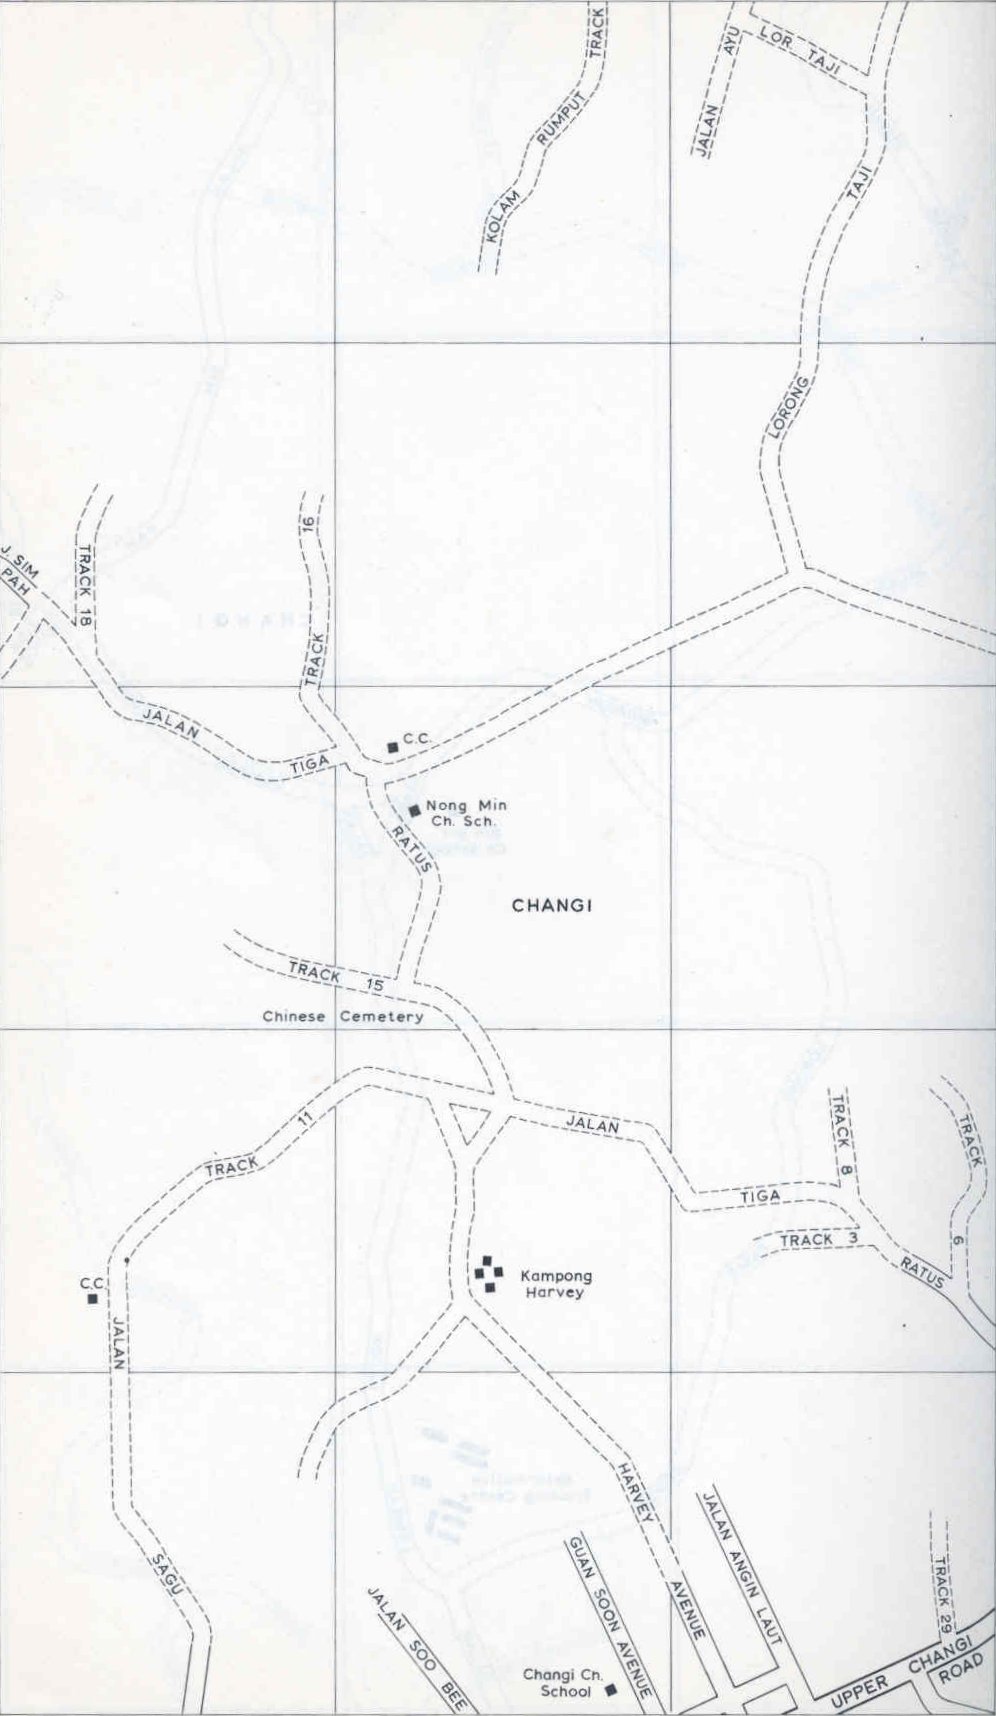 TRACK
RUMPUT
KOLAM
AYU
JALAN
LOR TAJI
TAJI
LORONG
J. SIM
PAH
TRACK 18
16
TRACK
JALAN
TIGA
C.C.
Nong Min
Ch. Sch.
RATUS
CHANGI
TRACK 15
Chinese Cemetery
11
TRACK
JALAN
TRACK 8
TRACK
6
TIGA
TRACK 3
RATUS
C.C.
Kampong
Harvey
JALAN
SAGU
HARVEY
AVENUE
JALAN ANGIN LAUT
GUAN SOON AVENUE
JALAN SOO BEE
Changi Ch.
School
TRACK 29
UPPER CHANGI
ROAD